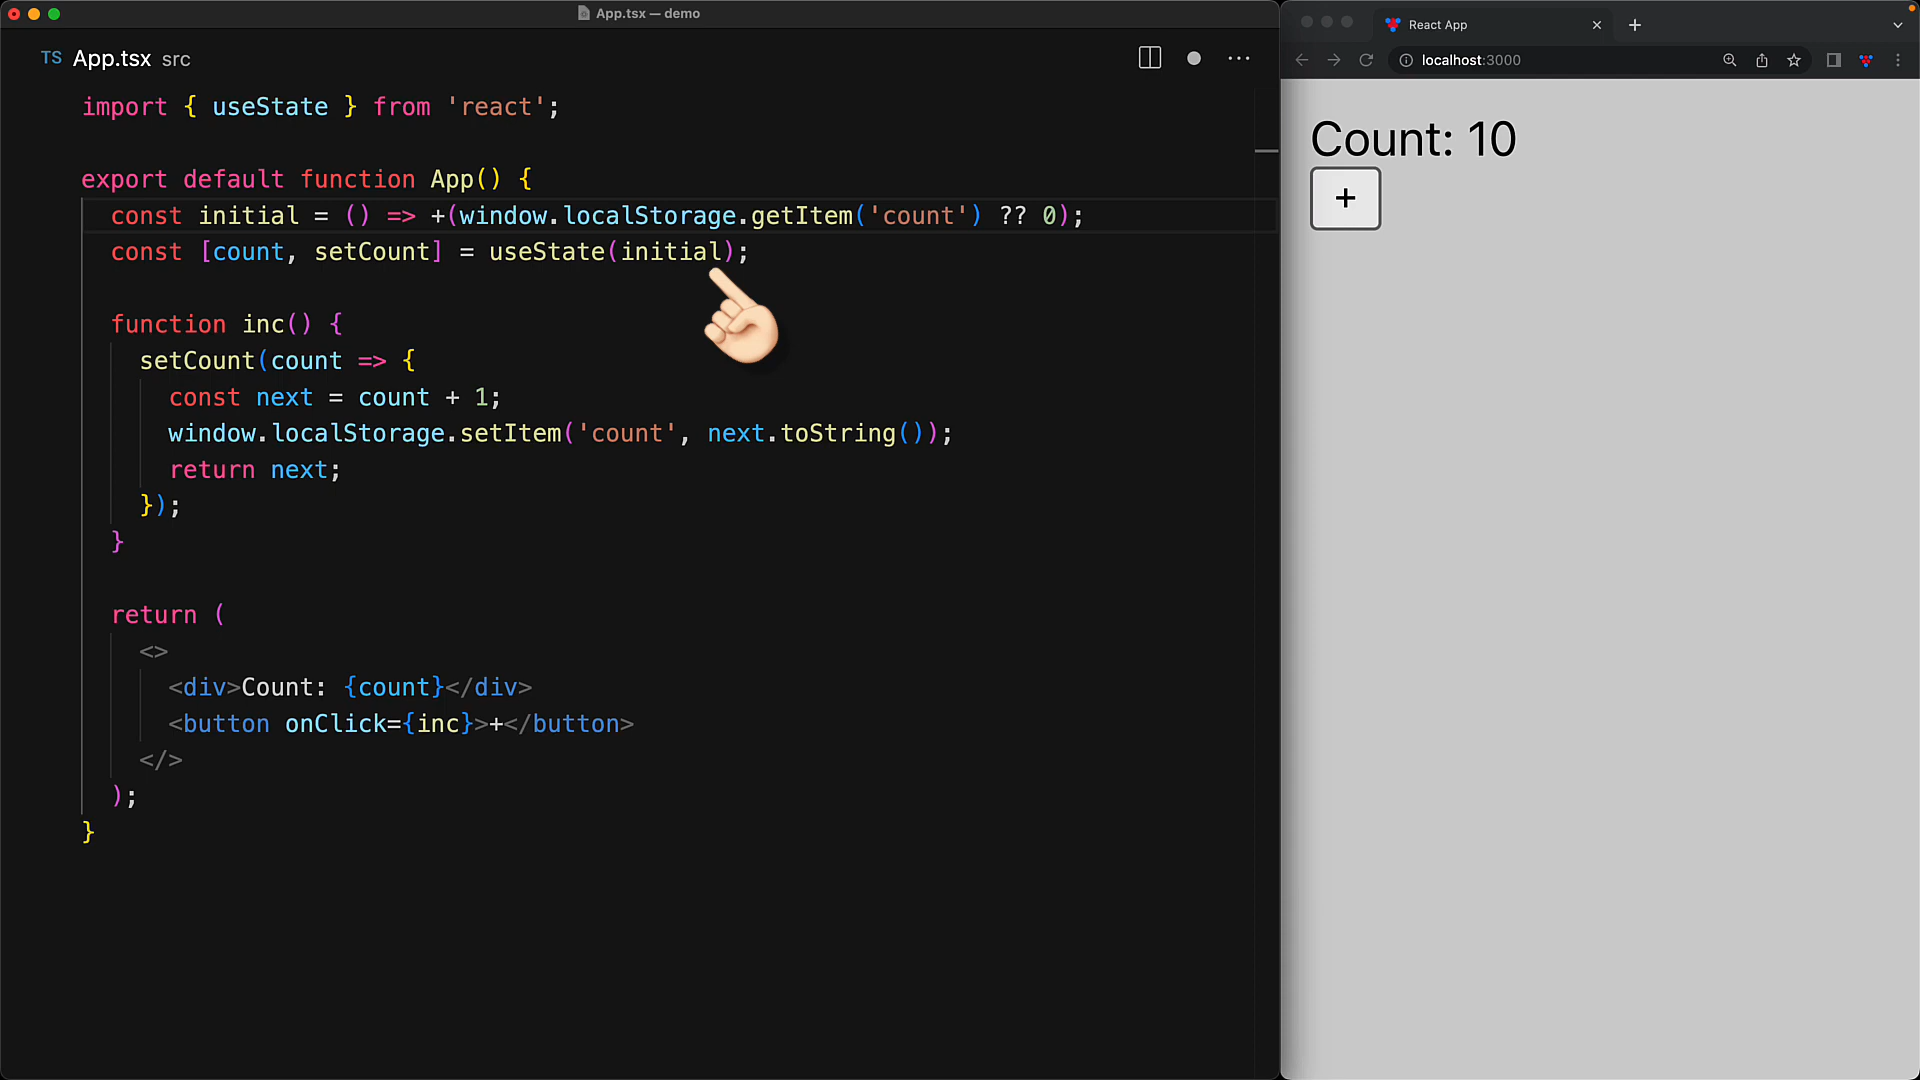 App.tsx — demo
TS App.tsx src
import { useState } from 'react';
export default function App() {
const initial = () => +(window.localStorage.getItem('count') ?? 0);
const [count, setCount] = useState(initial);
function inc() {
setCount(count => {
const next = count + 1;
window.localStorage.setItem('count', next.toString());
return next;
});
}
return (
<>
<div>Count: {count}</div>
<button onClick={inc}>+</button>
</>
);
}
React App
localhost:3000
Count: 10
+